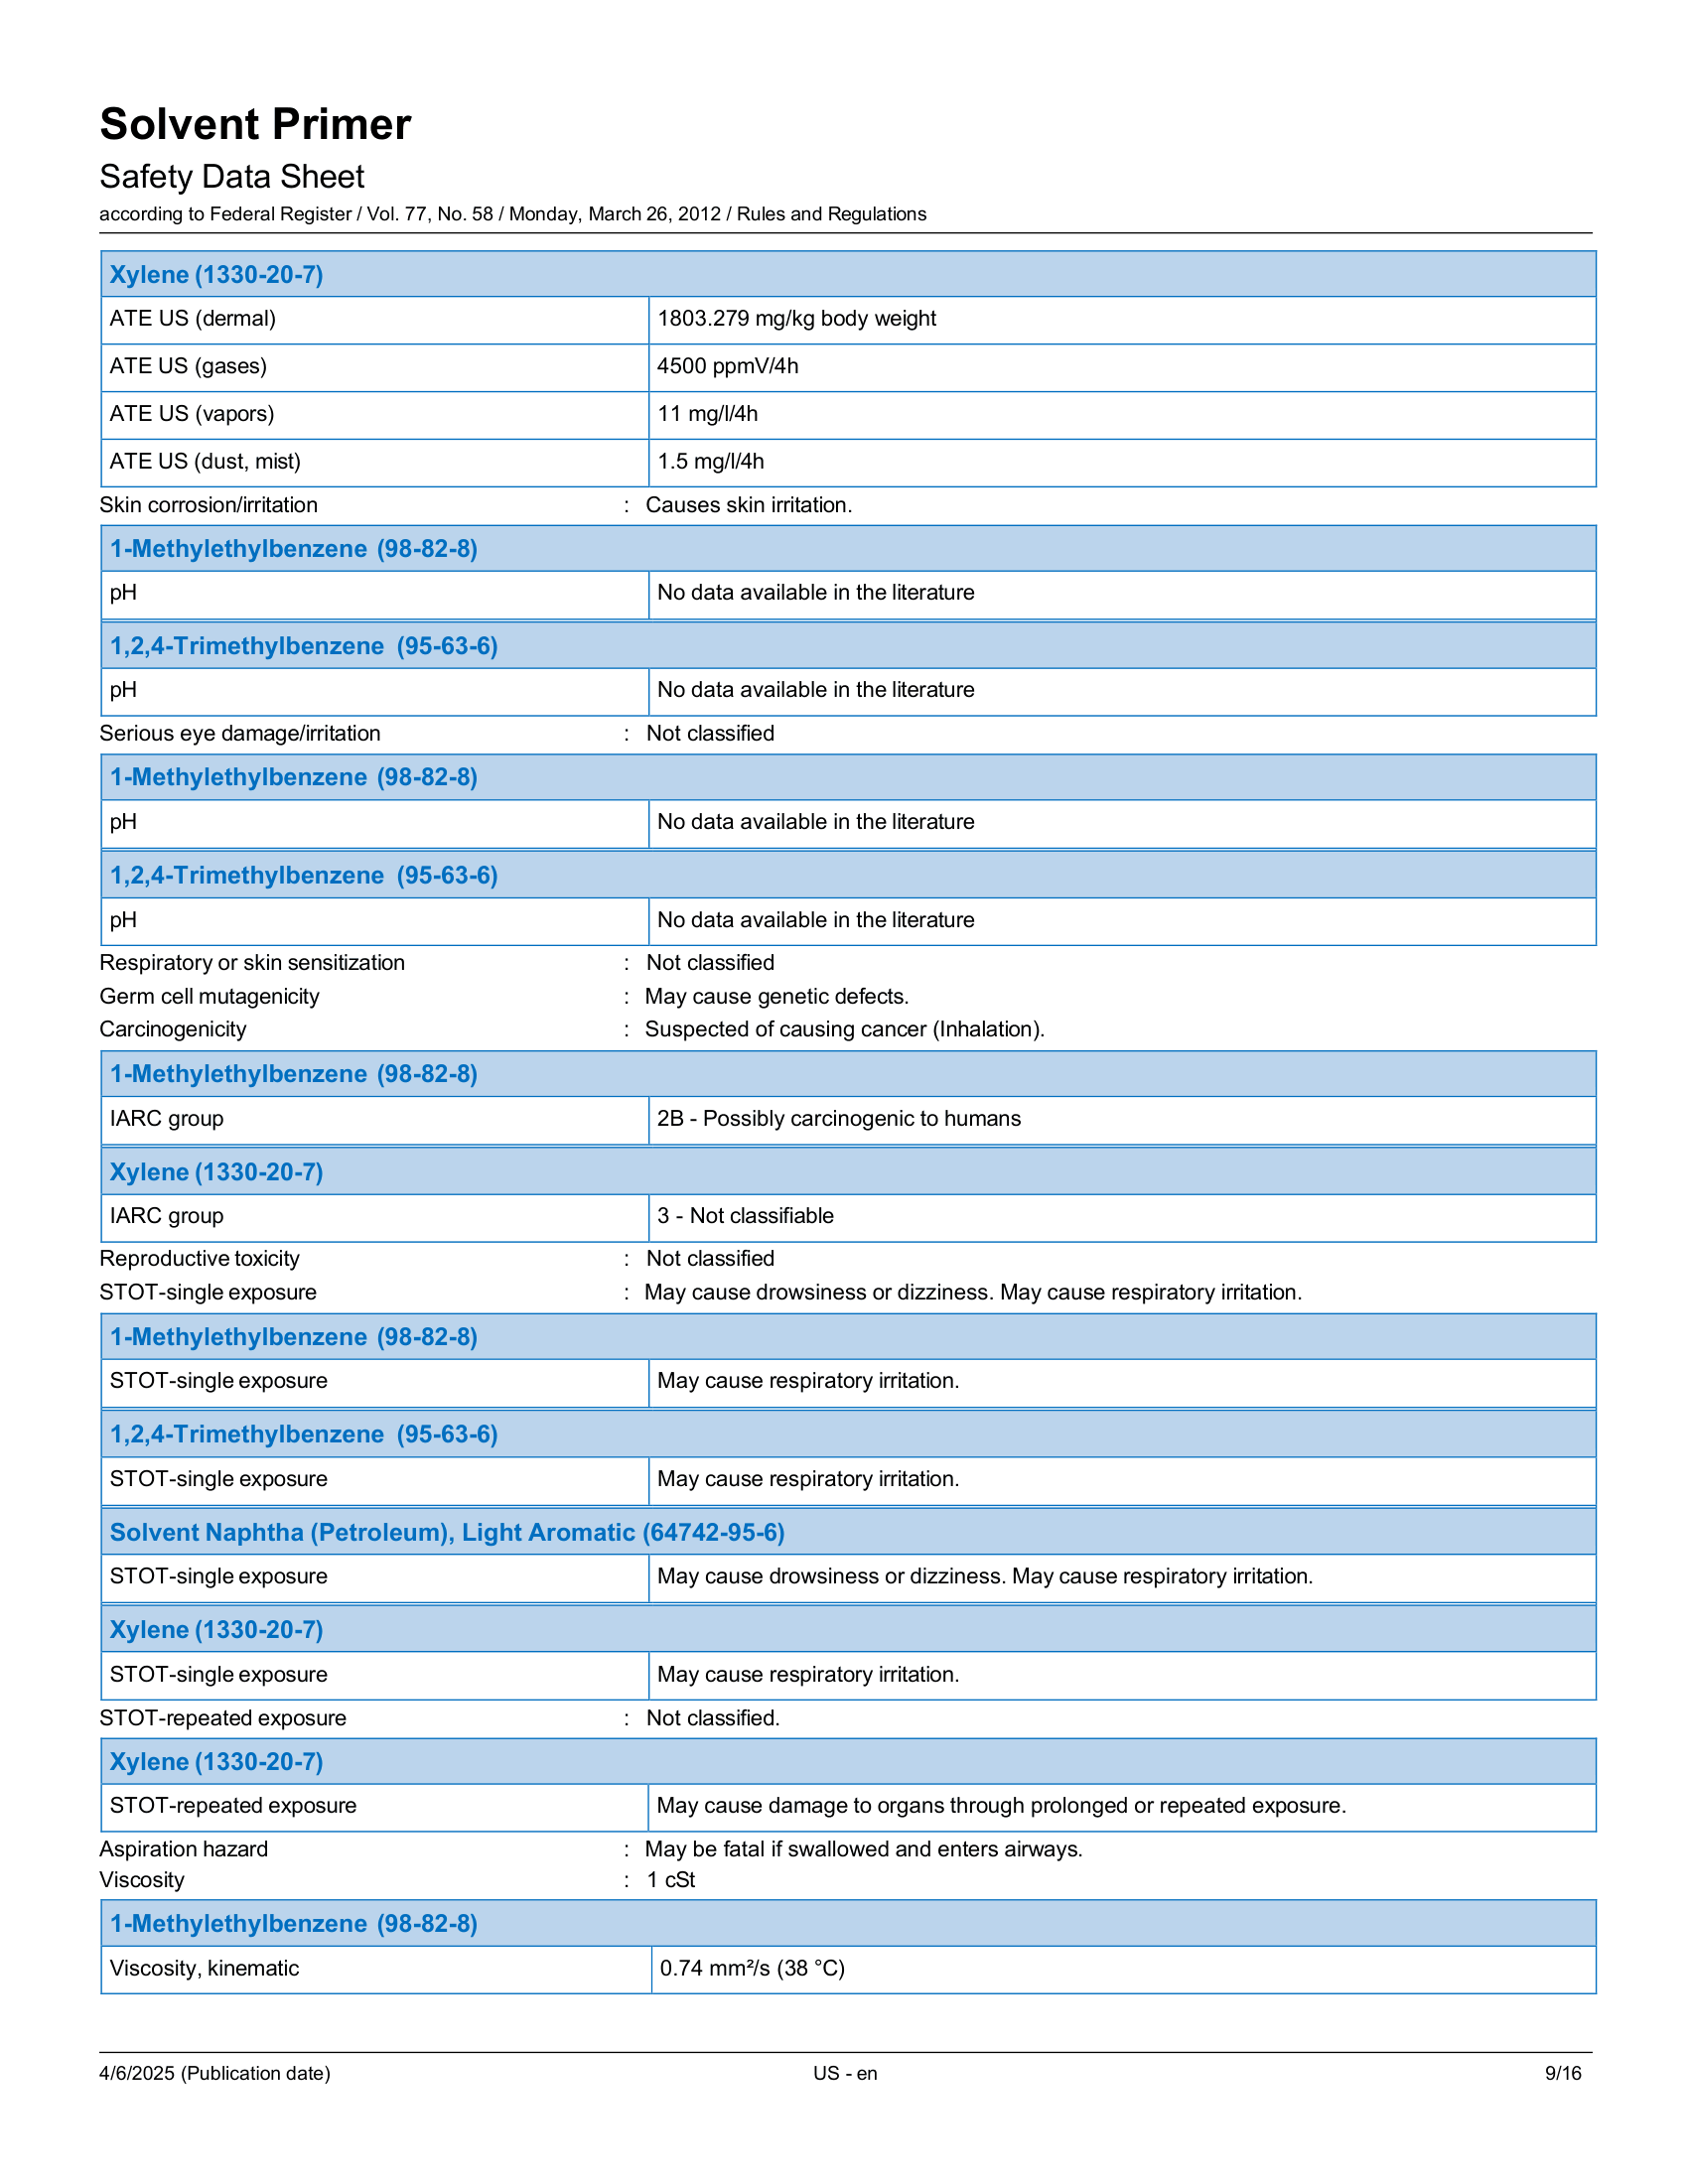 Solvent Primer
Safety Data Sheet
according to Federal Register / Vol. 77, No. 58 / Monday, March 26, 2012 / Rules and Regulations
Xylene (1330-20-7)
ATE US (dermal) 1803.279 mg/kg body weight
ATE US (gases) 4500 ppmV/4h
ATE US (vapors) 11 mg/l/4h
ATE US (dust, mist) 1.5 mg/l/4h
Skin corrosion/irritation : Causes skin irritation.
1-Methylethylbenzene (98-82-8)
pH No data available in the literature
1,2,4-Trimethylbenzene (95-63-6)
pH No data available in the literature
Serious eye damage/irritation : Not classified
1-Methylethylbenzene (98-82-8)
pH No data available in the literature
1,2,4-Trimethylbenzene (95-63-6)
pH No data available in the literature
Respiratory or skin sensitization : Not classified
Germ cell mutagenicity : May cause genetic defects.
Carcinogenicity : Suspected of causing cancer (Inhalation).
1-Methylethylbenzene (98-82-8)
IARC group 2B - Possibly carcinogenic to humans
Xylene (1330-20-7)
IARC group 3 - Not classifiable
Reproductive toxicity : Not classified
STOT-single exposure : May cause drowsiness or dizziness. May cause respiratory irritation.
1-Methylethylbenzene (98-82-8)
STOT-single exposure May cause respiratory irritation.
1,2,4-Trimethylbenzene (95-63-6)
STOT-single exposure May cause respiratory irritation.
Solvent Naphtha (Petroleum), Light Aromatic (64742-95-6)
STOT-single exposure May cause drowsiness or dizziness. May cause respiratory irritation.
Xylene (1330-20-7)
STOT-single exposure May cause respiratory irritation.
STOT-repeated exposure : Not classified.
Xylene (1330-20-7)
STOT-repeated exposure May cause damage to organs through prolonged or repeated exposure.
Aspiration hazard : May be fatal if swallowed and enters airways.
Viscosity : 1 cSt
1-Methylethylbenzene (98-82-8)
Viscosity, kinematic 0.74 mm²/s (38 °C)
4/6/2025 (Publication date) US - en 9/16